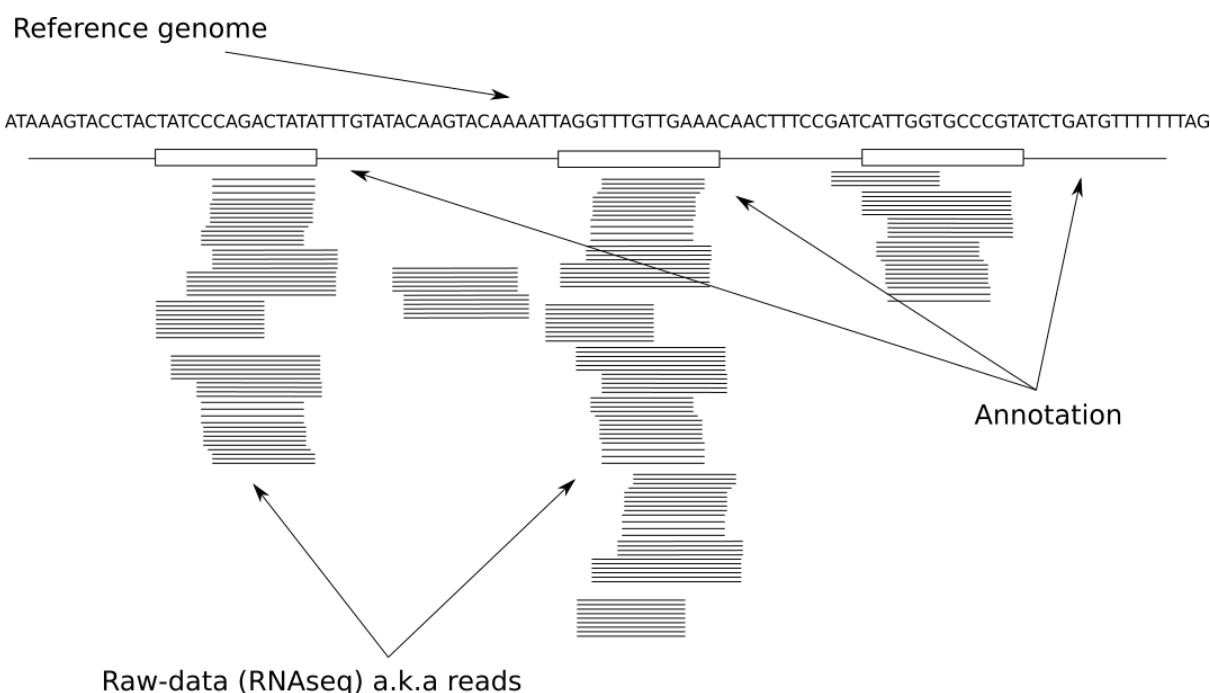 Reference genome
ATAAAGTACCTACTATCCCAGACTATATTTGTATACAAGTACAAAATTAGGTTTGTTGAAACAACTTTCCGATCATTGGTGCCCGTATCTGATGTTTTTTTAG
Annotation
Raw-data (RNAseq) a.k.a reads